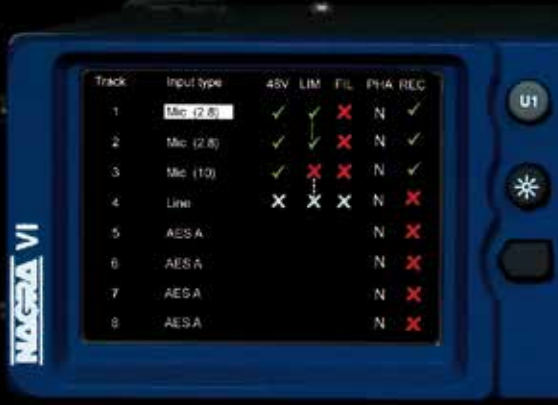 Track Input type 48V LIM FIL PHA REC
1 Mic (2.8) ✓ ✓ ✗ N ✓
2 Mic (2.8) ✓ ✓ ✗ N ✓
3 Mic (10) ✓ ✗ ✗ N ✓
4 Line ✗ ✗ ✗ N ✗
5 AES A N ✗
6 AES A N ✗
7 AES A N ✗
8 AES A N ✗
U1
NAGRA VI